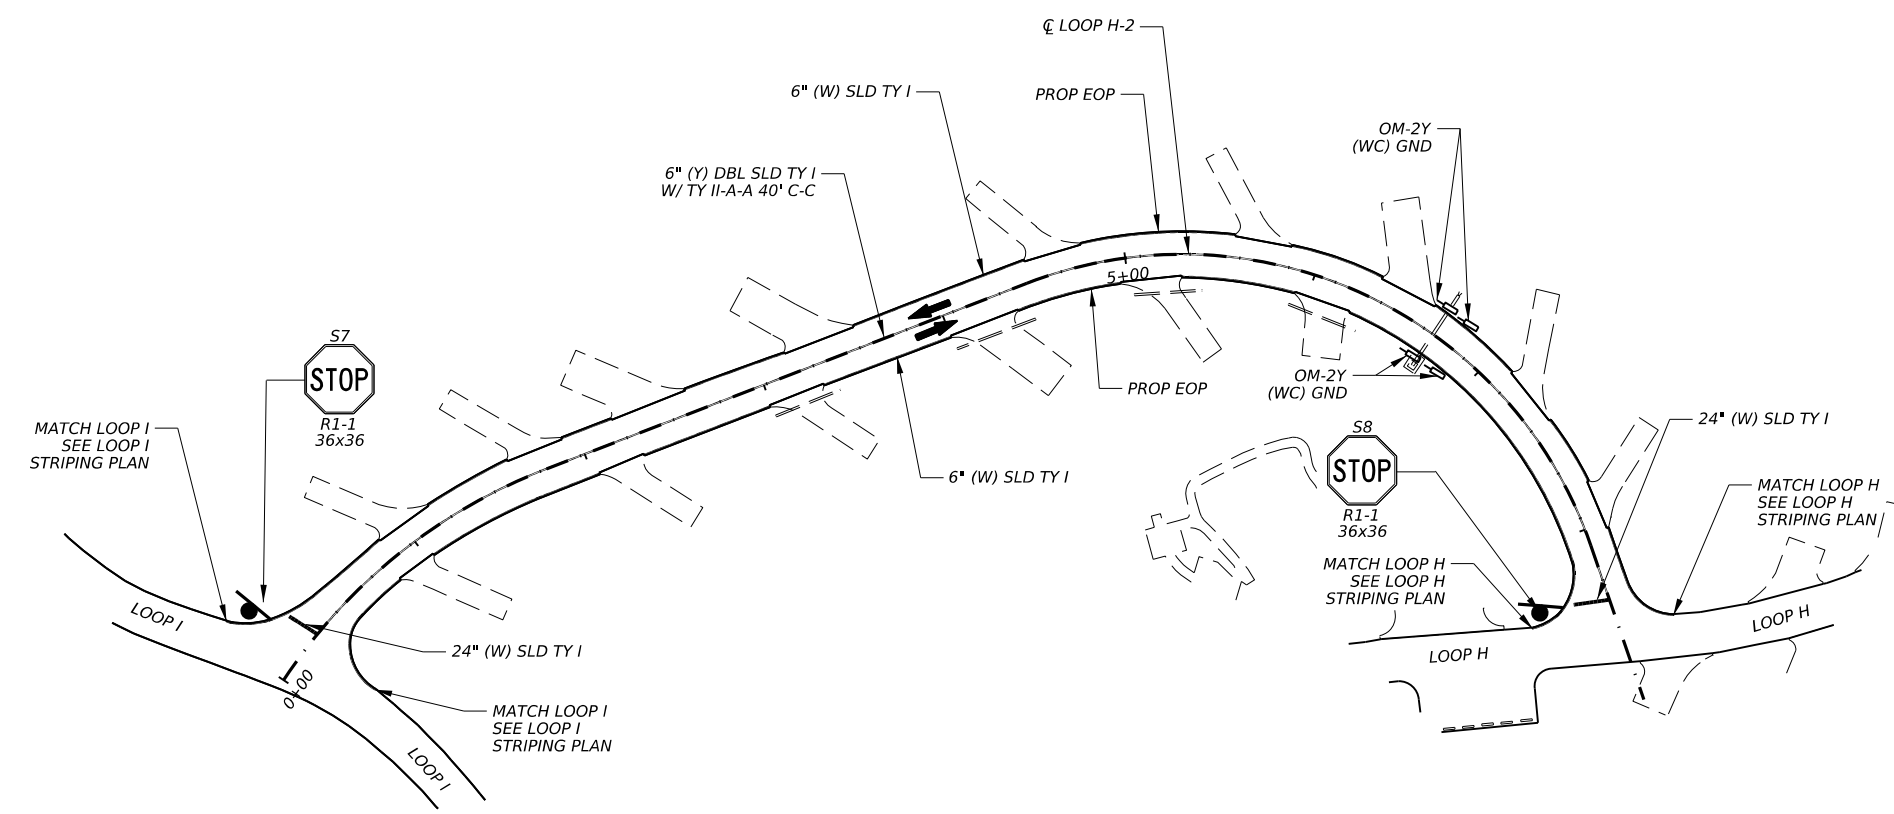 ℄ LOOP H-2
6" (W) SLD TY I
PROP EOP
OM-2Y
(WC) GND
6" (Y) DBL SLD TY I
W/ TY II-A-A 40' C-C
5+00
S7
STOP
R1-1
36x36
OM-2Y
(WC) GND
PROP EOP
MATCH LOOP I
SEE LOOP I
STRIPING PLAN
24" (W) SLD TY I
S8
STOP
R1-1
36x36
6" (W) SLD TY I
MATCH LOOP H
SEE LOOP H
STRIPING PLAN
MATCH LOOP H
SEE LOOP H
STRIPING PLAN
LOOP I
LOOP H
24" (W) SLD TY I
LOOP H
0+00
MATCH LOOP I
SEE LOOP I
STRIPING PLAN
LOOP I